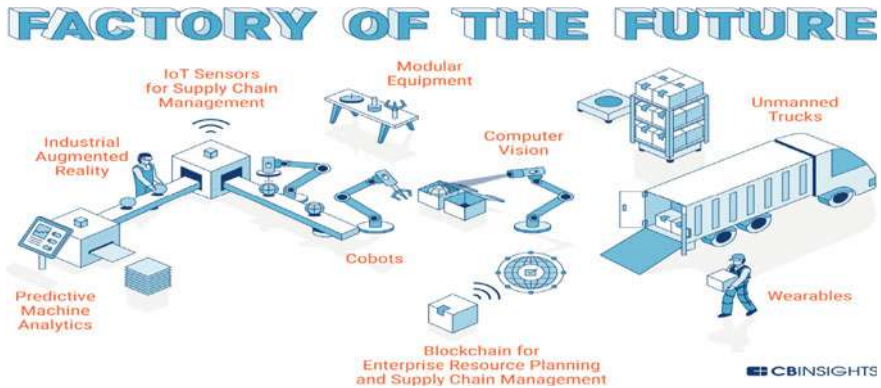 FACTORY OF THE FUTURE
IoT Sensors
for Supply Chain
Management
Modular
Equipment
Unmanned
Trucks
Industrial
Augmented
Reality
Computer
Vision
Cobots
Predictive
Machine
Analytics
Wearables
Blockchain for
Enterprise Resource Planning
and Supply Chain Management
CBINSIGHTS